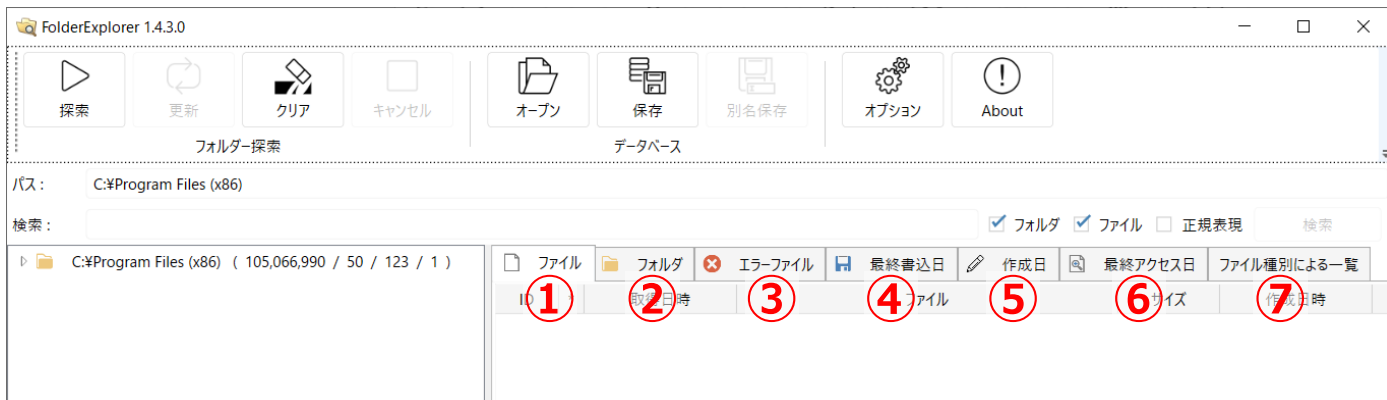 FolderExplorer 1.4.3.0
探索 更新 クリア キャンセル オープン 保存 別名保存 オプション About
フォルダー探索 データベース
パス : C:¥Program Files (x86)
検索 : フォルダ ファイル 正規表現 検索
C:¥Program Files (x86) ( 105,066,990 / 50 / 123 / 1 )
ファイル フォルダ エラーファイル 最終書込日 作成日 最終アクセス日 ファイル種別による一覧
ID 取得日時 ファイル サイズ 作成日時
① ② ③ ④ ⑤ ⑥ ⑦